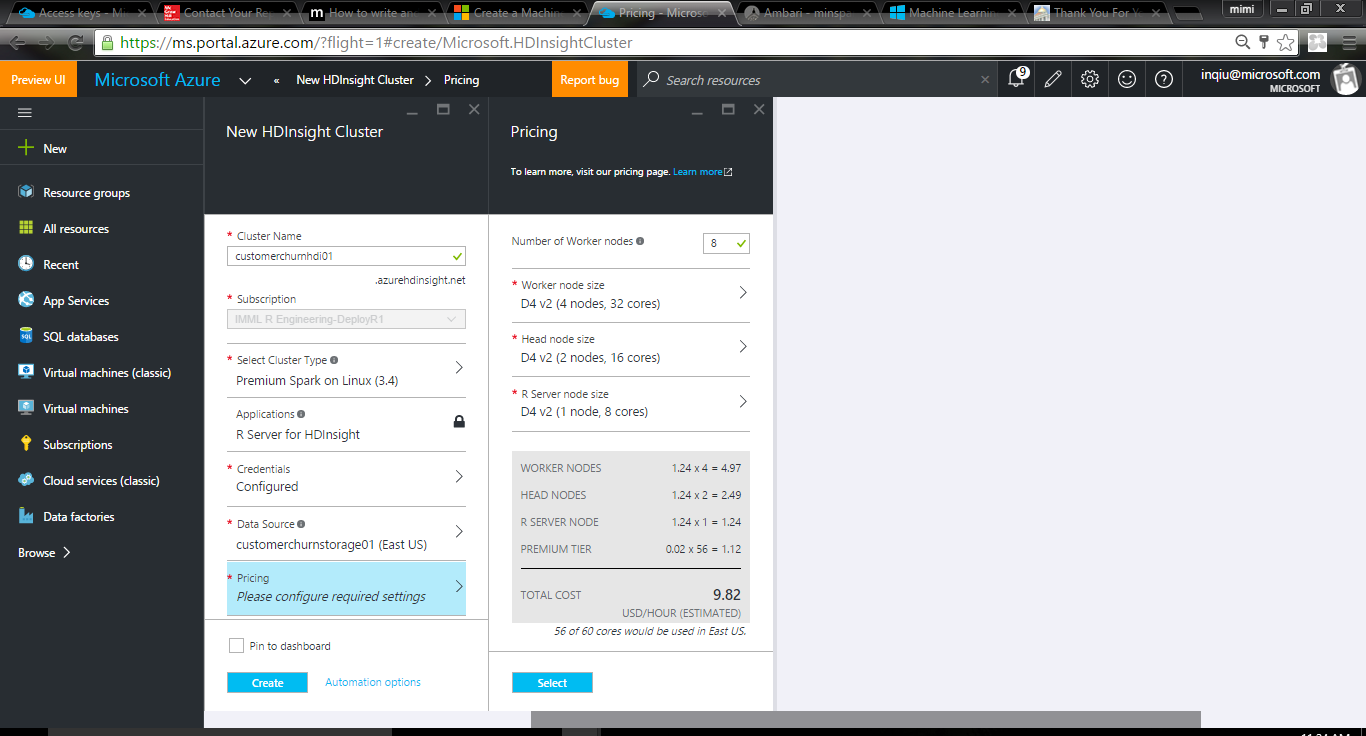 Access keys - Mi
Contact Your Re
How to write an
Create a Machin
Pricing - Micros
Ambari - minspa
Machine Learnin
Thank You For Y
mimi
https://ms.portal.azure.com/?flight=1#create/Microsoft.HDInsightCluster
Preview UI
Microsoft Azure
« New HDInsight Cluster > Pricing
Report bug
Search resources
9
inqiu@microsoft.com
MICROSOFT
New
Resource groups
All resources
Recent
App Services
SQL databases
Virtual machines (classic)
Virtual machines
Subscriptions
Cloud services (classic)
Data factories
Browse
New HDInsight Cluster
* Cluster Name
customerchurnhdi01
.azurehdinsight.net
* Subscription
IMML R Engineering-DeployR1
* Select Cluster Type
Premium Spark on Linux (3.4)
Applications
R Server for HDInsight
* Credentials
Configured
* Data Source
customerchurnstorage01 (East US)
* Pricing
Please configure required settings
Pin to dashboard
Create
Automation options
Pricing
To learn more, visit our pricing page. Learn more
Number of Worker nodes
8
* Worker node size
D4 v2 (4 nodes, 32 cores)
* Head node size
D4 v2 (2 nodes, 16 cores)
* R Server node size
D4 v2 (1 node, 8 cores)
WORKER NODES 1.24 x 4 = 4.97
HEAD NODES 1.24 x 2 = 2.49
R SERVER NODE 1.24 x 1 = 1.24
PREMIUM TIER 0.02 x 56 = 1.12
TOTAL COST 9.82
USD/HOUR (ESTIMATED)
56 of 60 cores would be used in East US.
Select